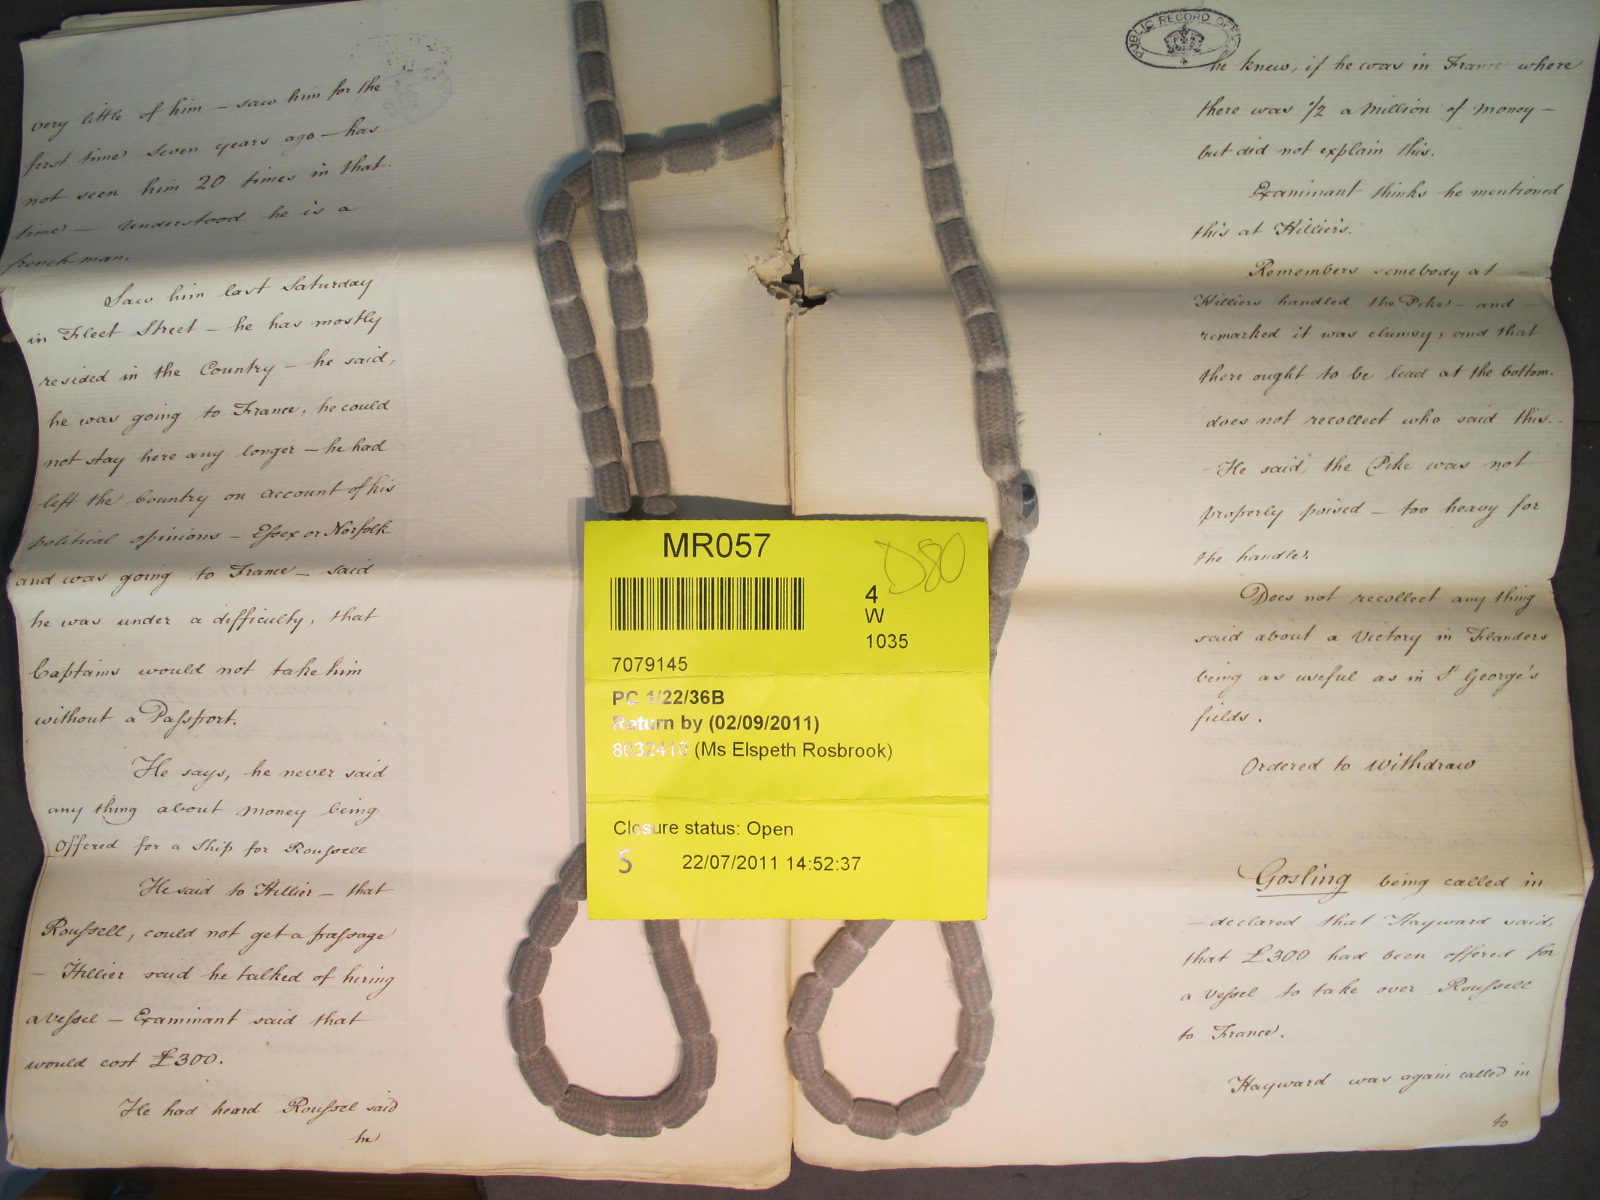 very little of him — saw him for the
first time seven years ago — has
not seen him 20 times in that
time — Understood he is a
french man.
Saw him last Saturday
in Fleet Street — he has mostly
resided in the Country — he said,
he was going to France, he could
not stay here any longer — he had
left the Country on account of his
political opinions — Essex or Norfolk
and was going to France — said
he was under a difficulty, that
Captains would not take him
without a Passport.
He says, he never said
any thing about money being
Offered for a Ship for Roussell
He said to Hillier — that
Roussell, could not get a passage
— Hillier said he talked of hiring
a vessel — Examinant said that
would cost £300.
He had heard Roussel said
he
PUBLIC RECORD OFFICE
he knew, if he was in France where
there was 1/2 a Million of Money —
but did not explain this.
Examinant thinks he mentioned
this at Hillier's.
Remembers somebody at
Hilliers handled the Pike — and —
remarked it was clumsy, and that
there ought to be lead at the bottom.
does not recollect who said this.
He said, the Pike was not
properly poised — too heavy for
the handle.
Does not recollect any thing
said about a Victory in Flanders
being as useful as in St George's
fields.
Ordered to withdraw
Gosling being called in
— declared that Hayward said,
that £300 had been offered for
a Vessel to take over Roussell
to France.
Hayward was again called in
to
MR057
D80
4
W
1035
7079145
PC 1/22/36B
Return by (02/09/2011)
8032410 (Ms Elspeth Rosbrook)
Closure status: Open
S 22/07/2011 14:52:37